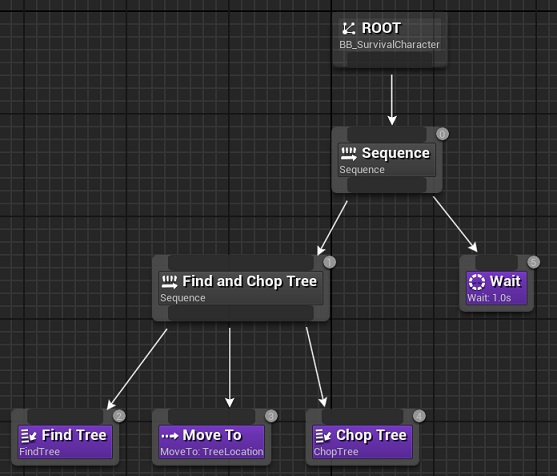 ROOT
BB_SurvivalCharacter
0
Sequence
Sequence
1
Find and Chop Tree
Sequence
5
Wait
Wait: 1.0s
2
Find Tree
FindTree
3
Move To
MoveTo: TreeLocation
4
Chop Tree
ChopTree